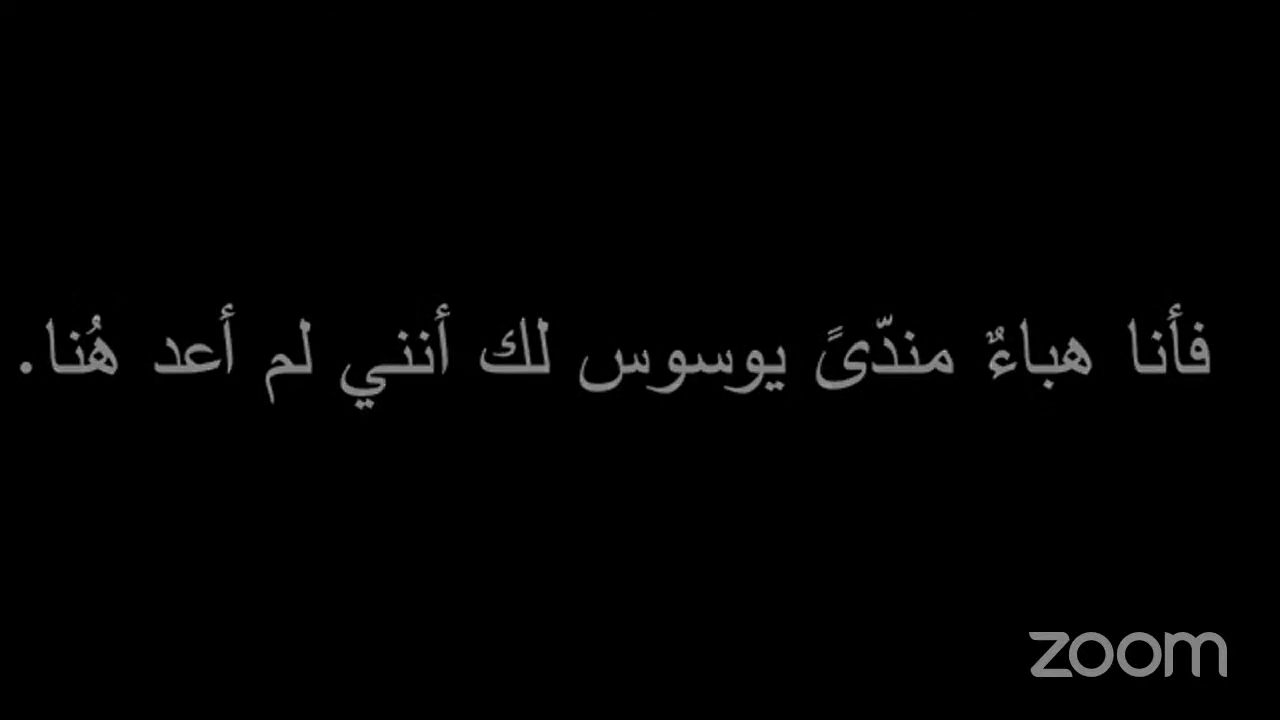 فأنا هباءٌ مندّىً يوسوس لك أنني لم أعد هُنا.
zoom